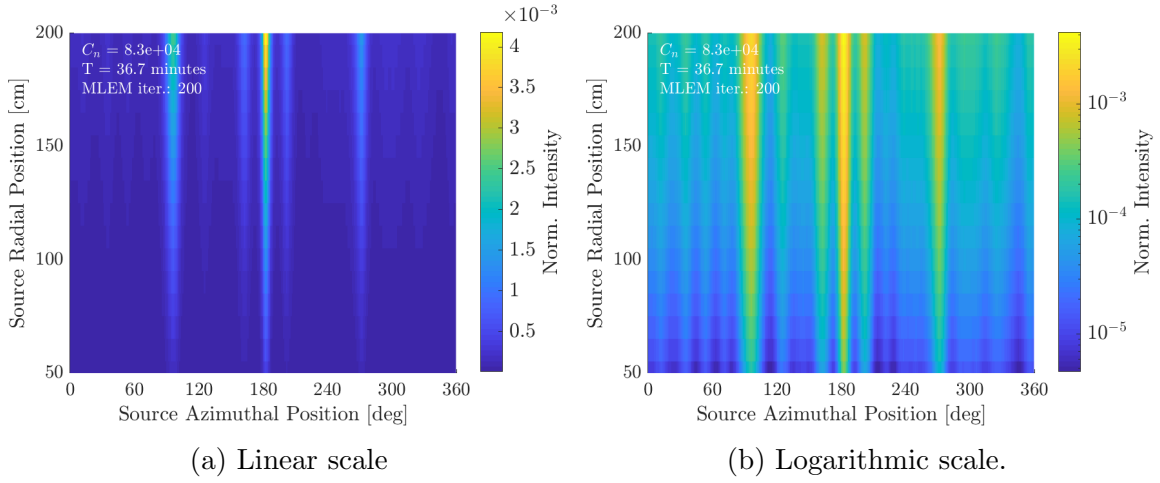 ×10⁻³
200
150
100
50
Source Radial Position [cm]
C_n = 8.3e+04
T = 36.7 minutes
MLEM iter.: 200
0
60
120
180
240
300
360
Source Azimuthal Position [deg]
4
3.5
3
2.5
2
1.5
1
0.5
Norm. Intensity
(a) Linear scale
200
150
100
50
Source Radial Position [cm]
C_n = 8.3e+04
T = 36.7 minutes
MLEM iter.: 200
0
60
120
180
240
300
360
Source Azimuthal Position [deg]
10⁻³
10⁻⁴
10⁻⁵
Norm. Intensity
(b) Logarithmic scale.